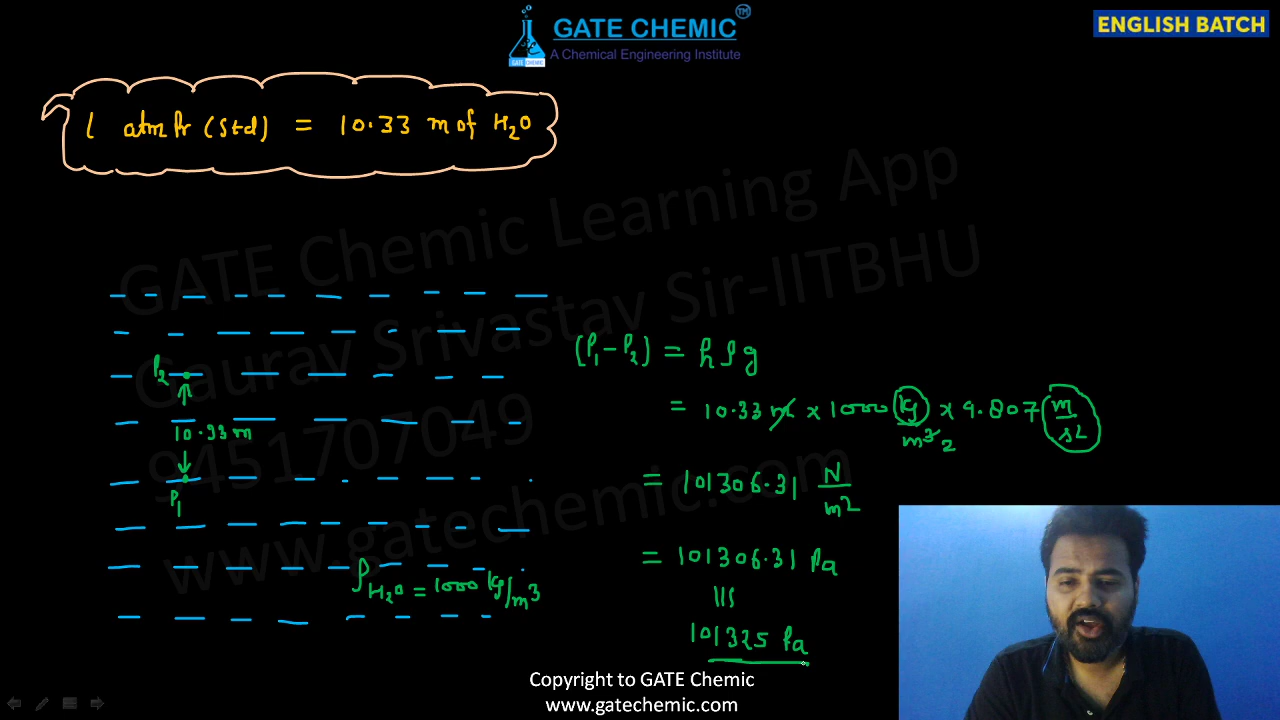 GATE CHEMIC™
A Chemical Engineering Institute
GATE CHEMIC
ENGLISH BATCH
1 atm Pr (Std) = 10.33 m of H₂O
GATE Chemic Learning App
Gaurav Srivastav Sir-IITBHU
9451707049
www.gatechemic.com
P₂
10.33 m
P₁
ρH₂O = 1000 kg/m³
(P₁-P₂) = hρg
= 10.33 m x 1000 kg/m³ 2 x 9.807 m/s²
= 101306.31 N/m²
= 101306.31 Pa
101325 Pa
Copyright to GATE Chemic
www.gatechemic.com